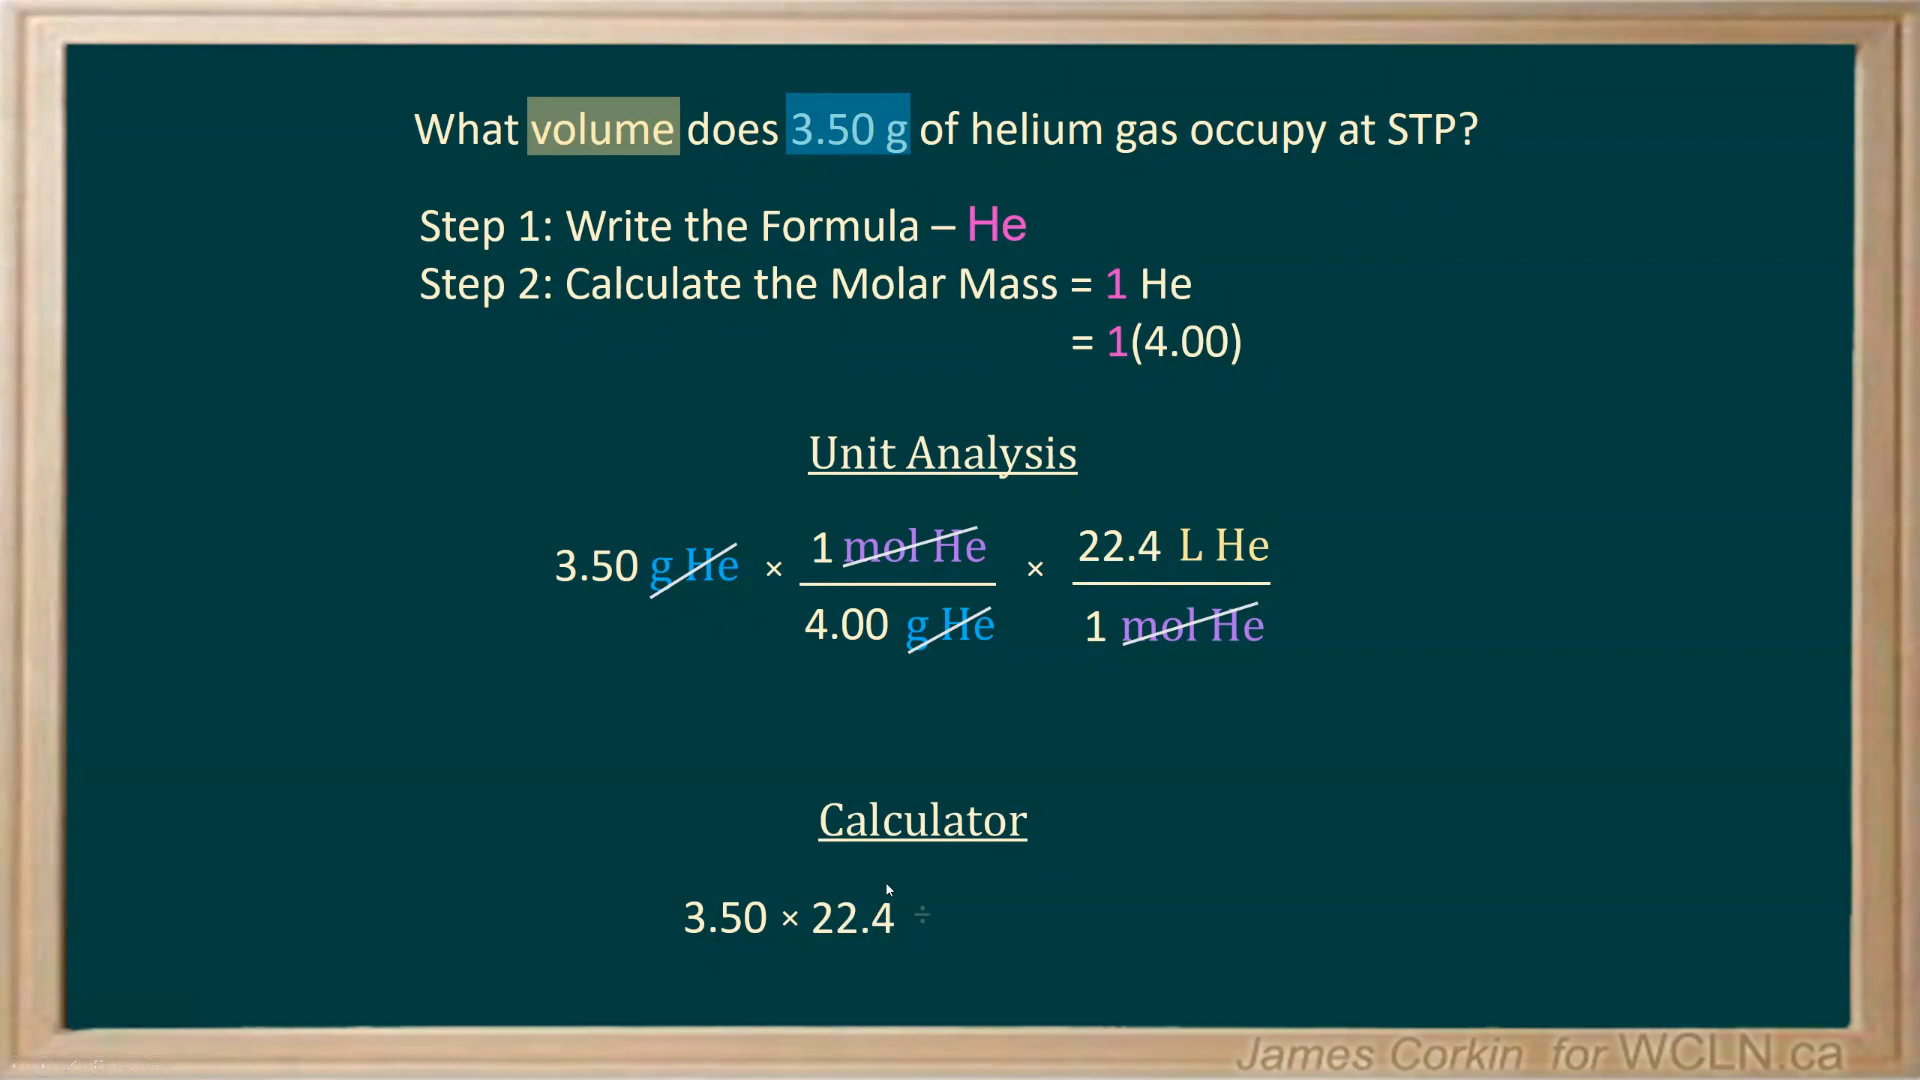 What volume does 3.50 g of helium gas occupy at STP?
Step 1: Write the Formula – He
Step 2: Calculate the Molar Mass = 1 He
= 1(4.00)
Unit Analysis
3.50 g He × 1 mol He / 4.00 g He × 22.4 L He / 1 mol He
Calculator
3.50 × 22.4 ÷
James Corkin for WCLN.ca